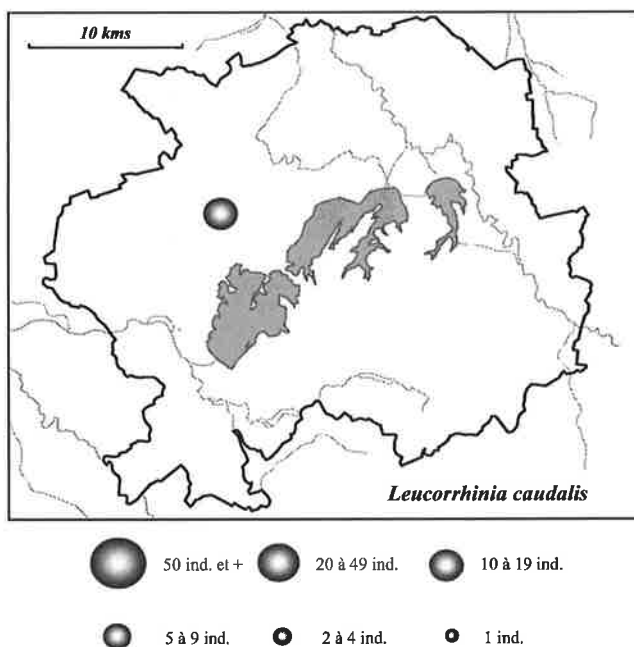 10 kms
Leucorrhinia caudalis
50 ind. et + 20 à 49 ind. 10 à 19 ind.
5 à 9 ind. 2 à 4 ind. 1 ind.